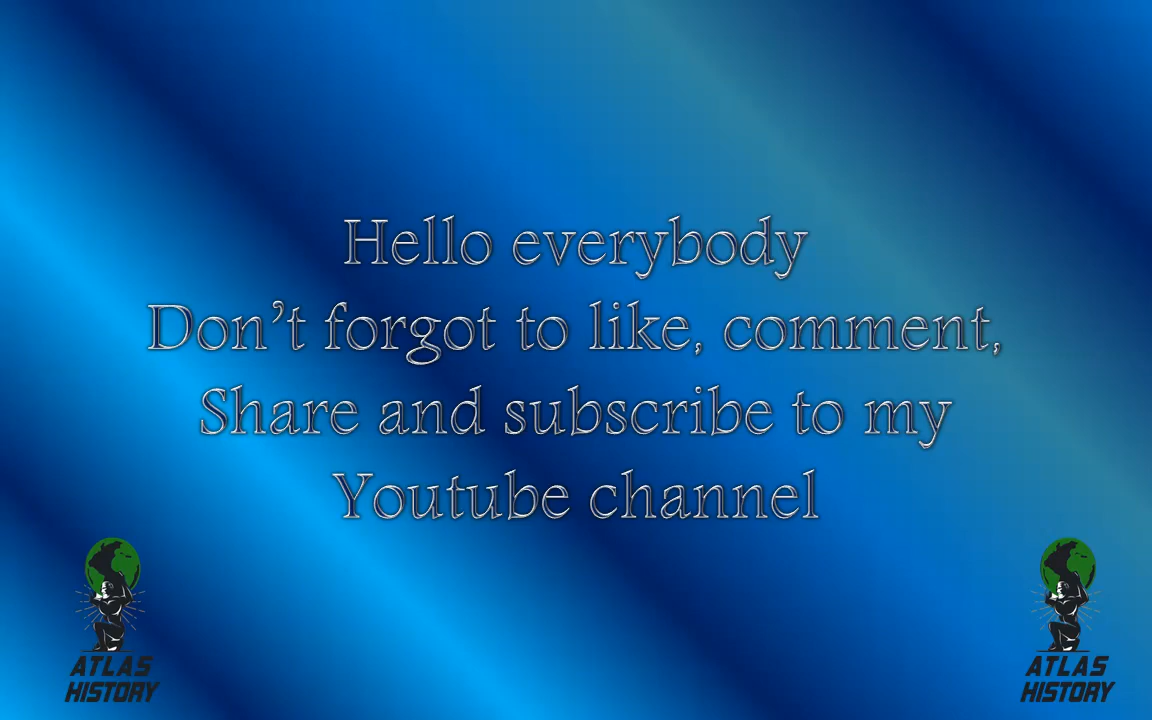 Hello everybody
Don’t forgot to like, comment,
Share and subscribe to my
Youtube channel
ATLAS
HISTORY
ATLAS
HISTORY